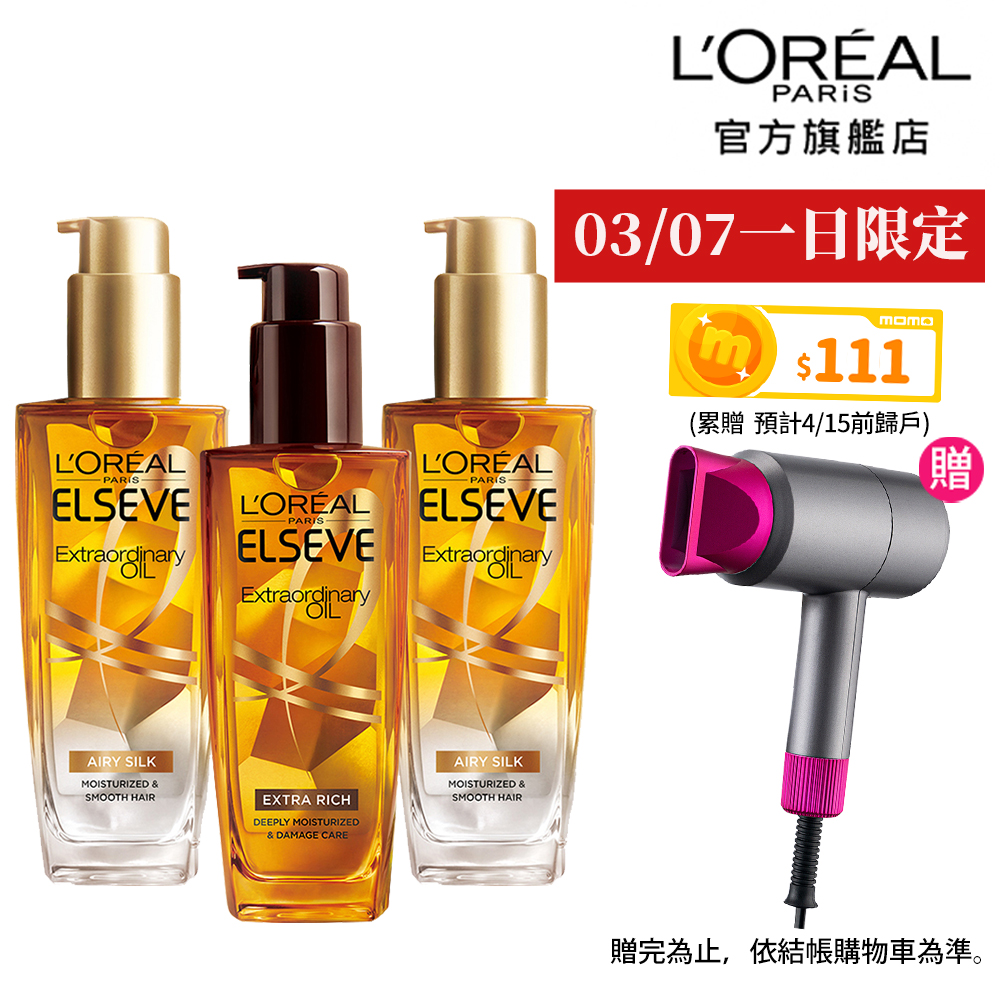 L'ORÉAL
PARiS
官方旗艦店
03/07一日限定
momo
m
$111
(累贈 預計4/15前歸戶)
贈
L'ORÉAL
PARiS
ELSEVE
Extraordinary
OIL
AIRY SILK
MOISTURIZED &
SMOOTH HAIR
L'ORÉAL
PARiS
ELSEVE
Extraordinary
OIL
EXTRA RICH
DEEPLY MOISTURIZED
& DAMAGE CARE
L'ORÉAL
PARiS
ELSEVE
Extraordinary
OIL
AIRY SILK
MOISTURIZED &
SMOOTH HAIR
贈完為止，依結帳購物車為準。